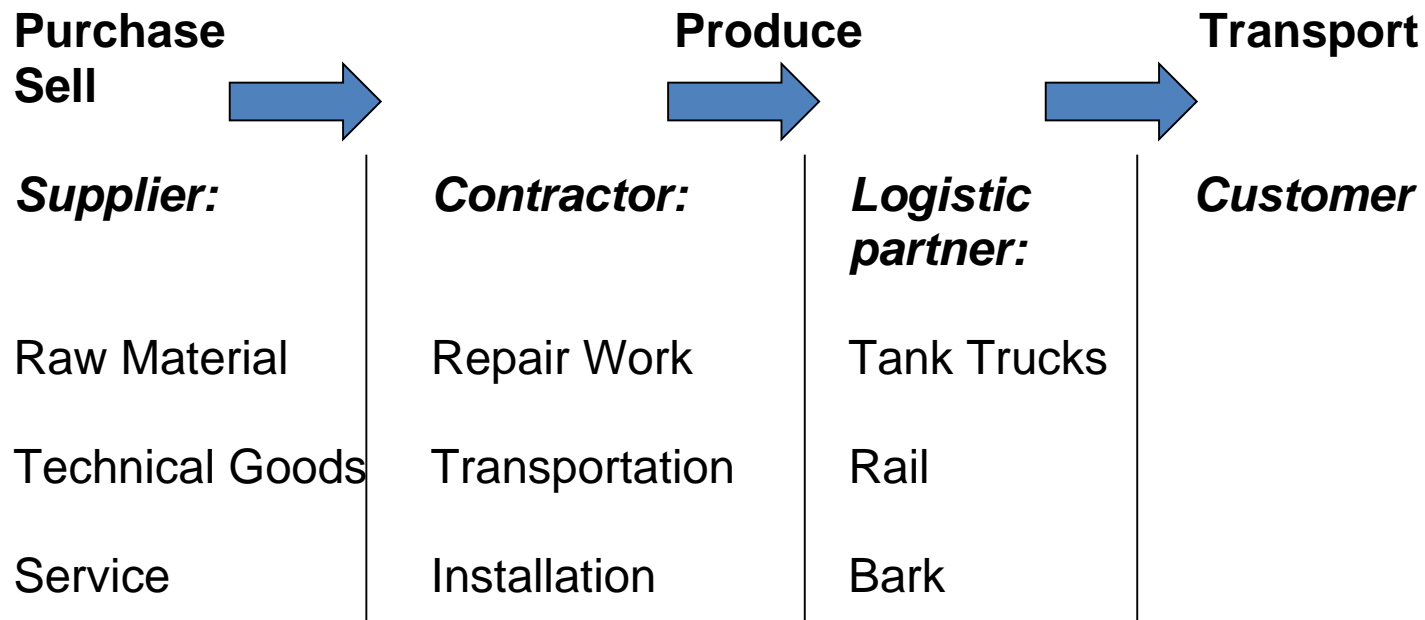 Purchase Produce Transport
Sell
Supplier: Contractor: Logistic Customer
partner:
Raw Material Repair Work Tank Trucks
Technical Goods Transportation Rail
Service Installation Bark